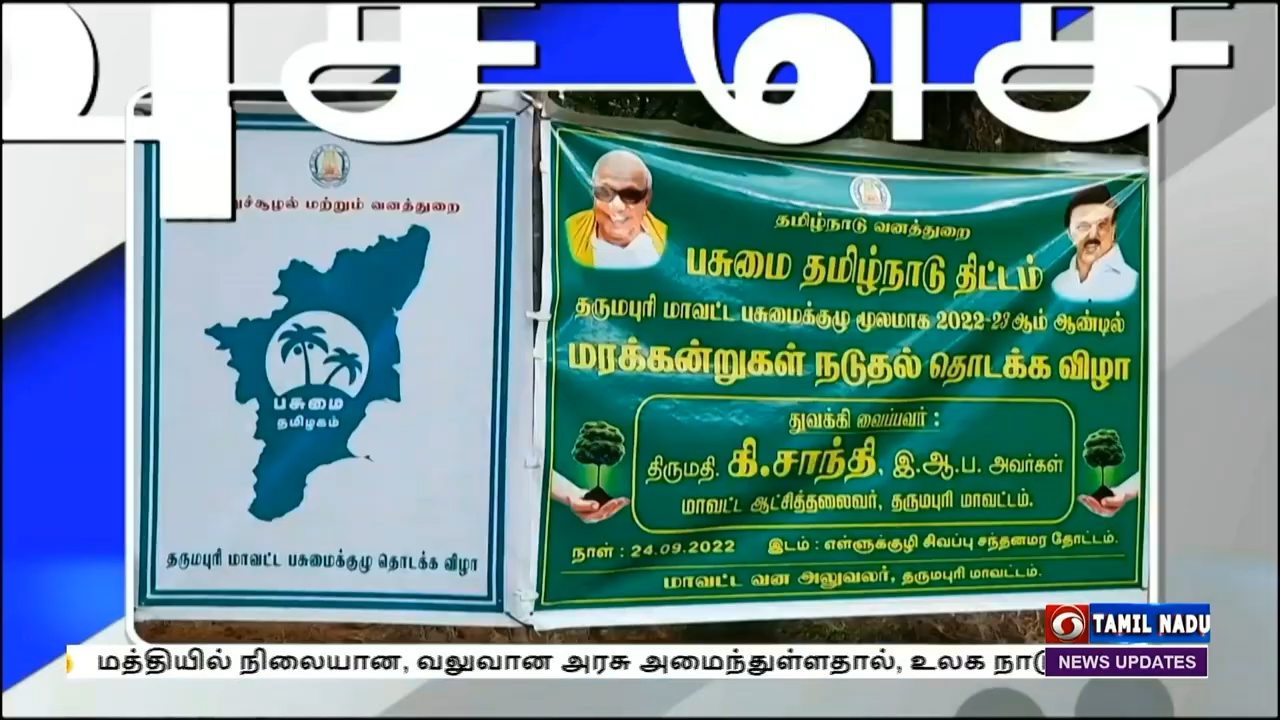 சுற்றுச்சூழல் மற்றும் வனத்துறை
பசுமை
தமிழகம்
தருமபுரி மாவட்ட பசுமைக்குழு தொடக்க விழா
தமிழ்நாடு வனத்துறை
பசுமை தமிழ்நாடு திட்டம்
தருமபுரி மாவட்ட பசுமைக்குழு மூலமாக 2022-23 ஆம் ஆண்டில்
மரக்கன்றுகள் நடுதல் தொடக்க விழா
துவக்கி வைப்பவர் :
திருமதி. கி.சாந்தி, இ.ஆ.ப. அவர்கள்
மாவட்ட ஆட்சித்தலைவர், தருமபுரி மாவட்டம்.
நாள் : 24.09.2022 இடம் : எள்ளுக்குழி சிவப்பு சந்தனமர தோட்டம்.
மாவட்ட வன அலுவலர், தருமபுரி மாவட்டம்.
TAMIL NADU
NEWS UPDATES
மத்தியில் நிலையான, வலுவான அரசு அமைந்துள்ளதால், உலக